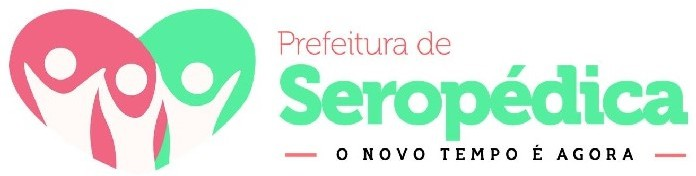 Prefeitura de
Seropédica
O NOVO TEMPO É AGORA